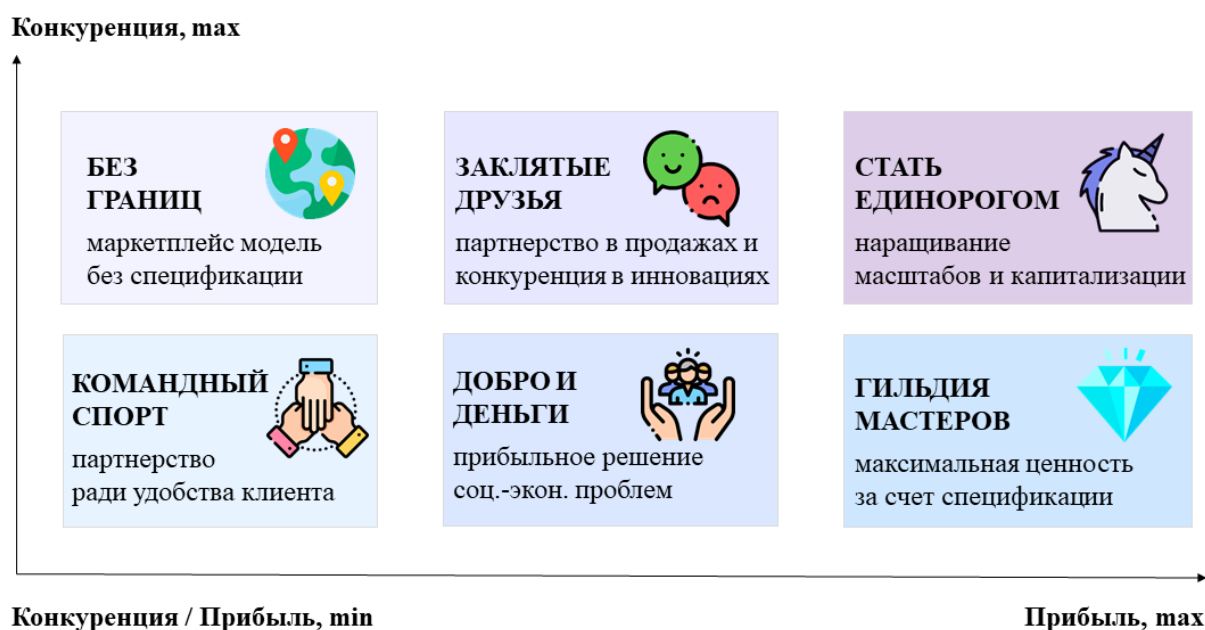 Конкуренция, max
БЕЗ
ГРАНИЦ
маркетплейс модель
без спецификации
ЗАКЛЯТЫЕ
ДРУЗЬЯ
партнерство в продажах и
конкуренция в инновациях
СТАТЬ
ЕДИНОРОГОМ
наращивание
масштабов и капитализации
КОМАНДНЫЙ
СПОРТ
партнерство
ради удобства клиента
ДОБРО И
ДЕНЬГИ
прибыльное решение
соц.-экон. проблем
ГИЛЬДИЯ
МАСТЕРОВ
максимальная ценность
за счет спецификации
Конкуренция / Прибыль, min
Прибыль, max